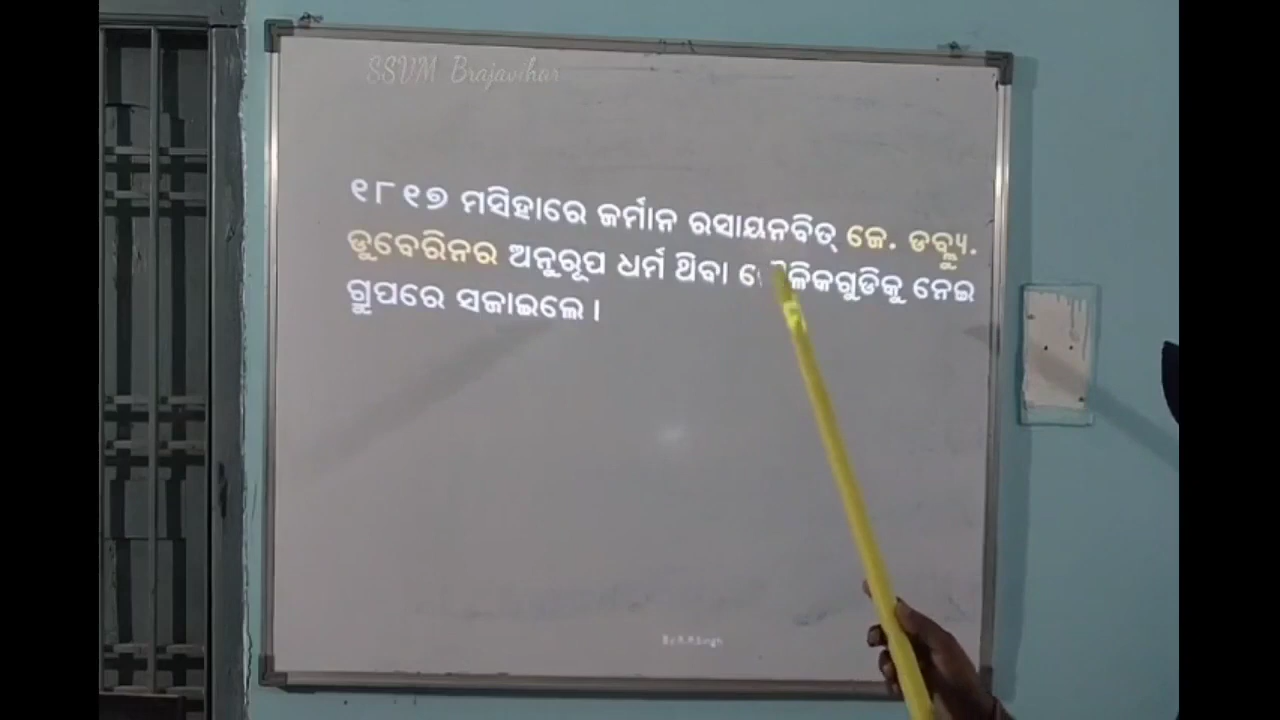 SSVM Brajavihar
୧୮୧୭ ମସିହାରେ ଜର୍ମାନ ରସାୟନବିତ୍ ଜେ. ଡବ୍ଲ୍ୟୁ.
ଡୁବେରିନର ଅନୁରୂପ ଧର୍ମ ଥିବା ମୌଳିକଗୁଡିକୁ ନେଇ
ଗ୍ରୁପରେ ସଜାଇଲେ।